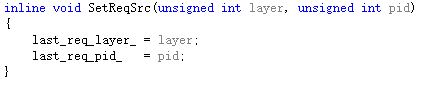 inline void SetReqSrc(unsigned int layer, unsigned int pid)
{
    last_req_layer_ = layer;
    last_req_pid_   = pid;
}